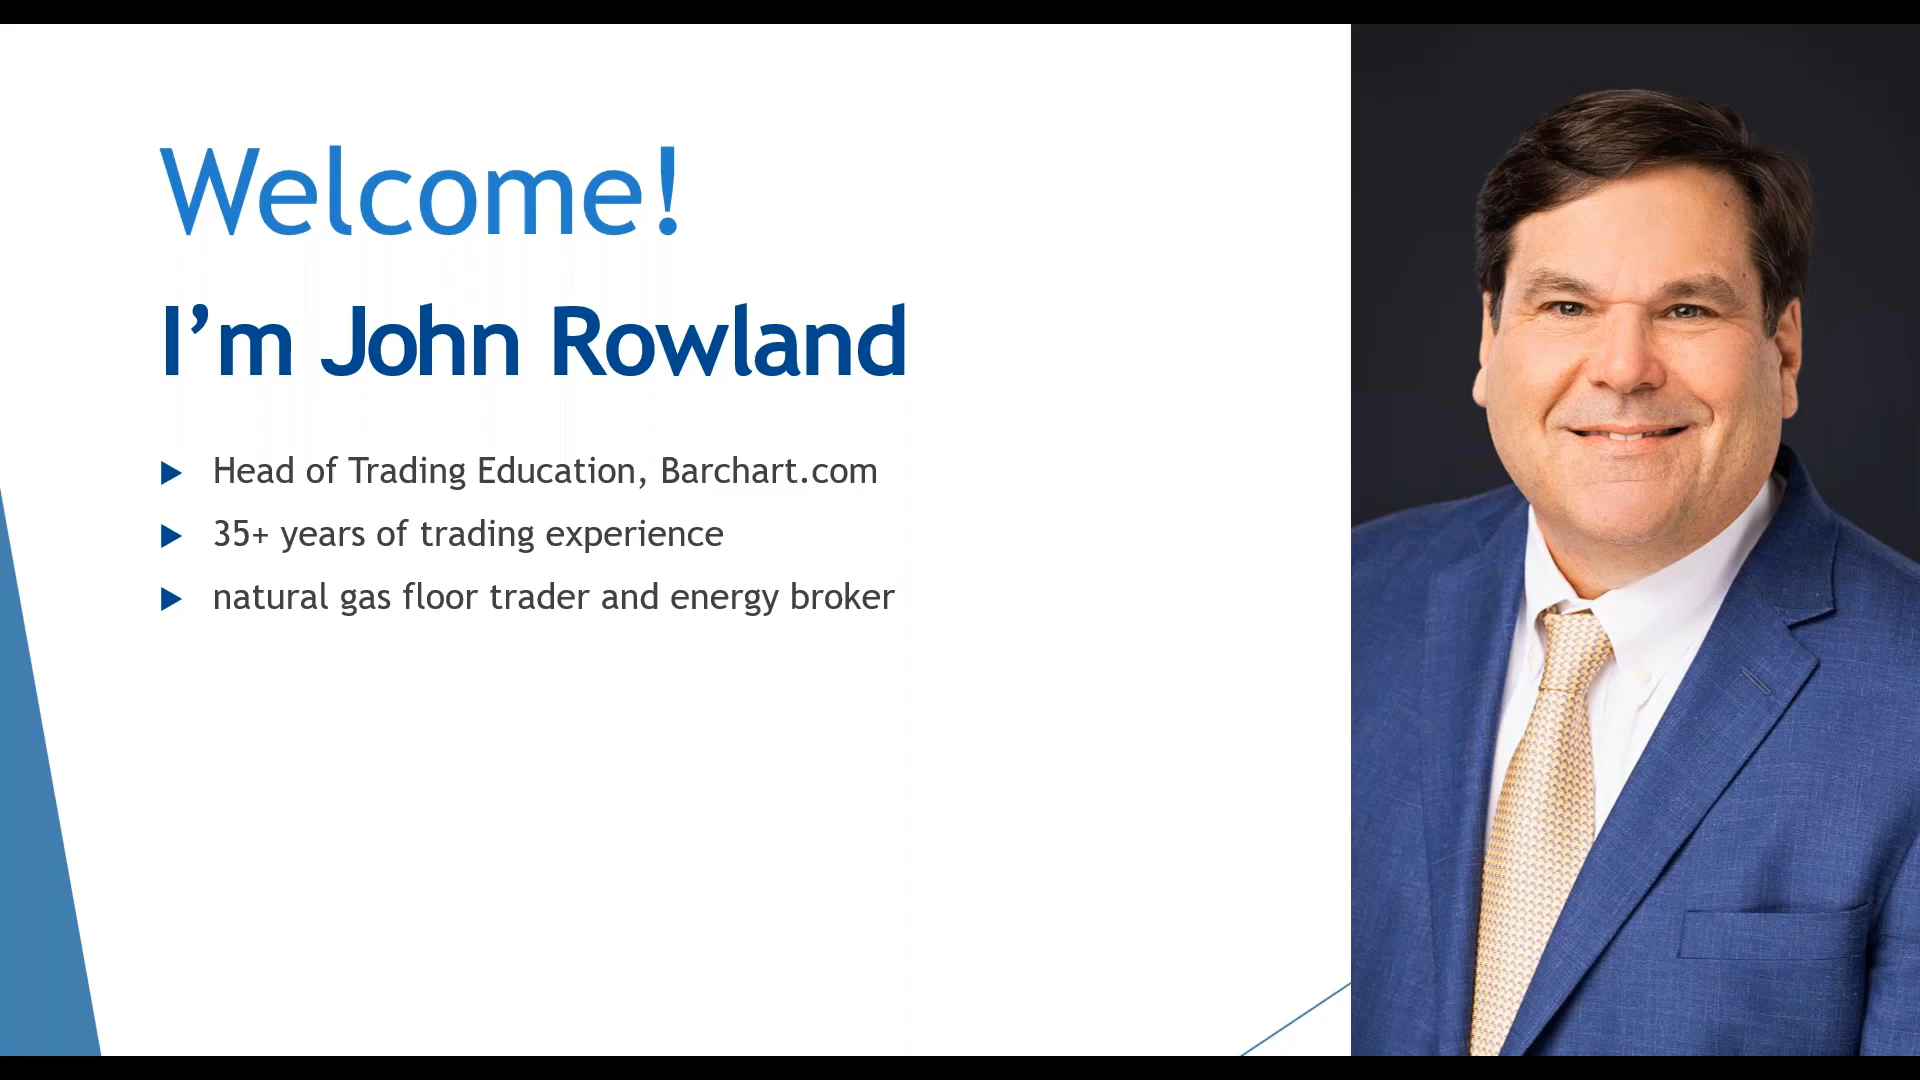 Welcome!
I'm John Rowland
Head of Trading Education, Barchart.com
35+ years of trading experience
natural gas floor trader and energy broker